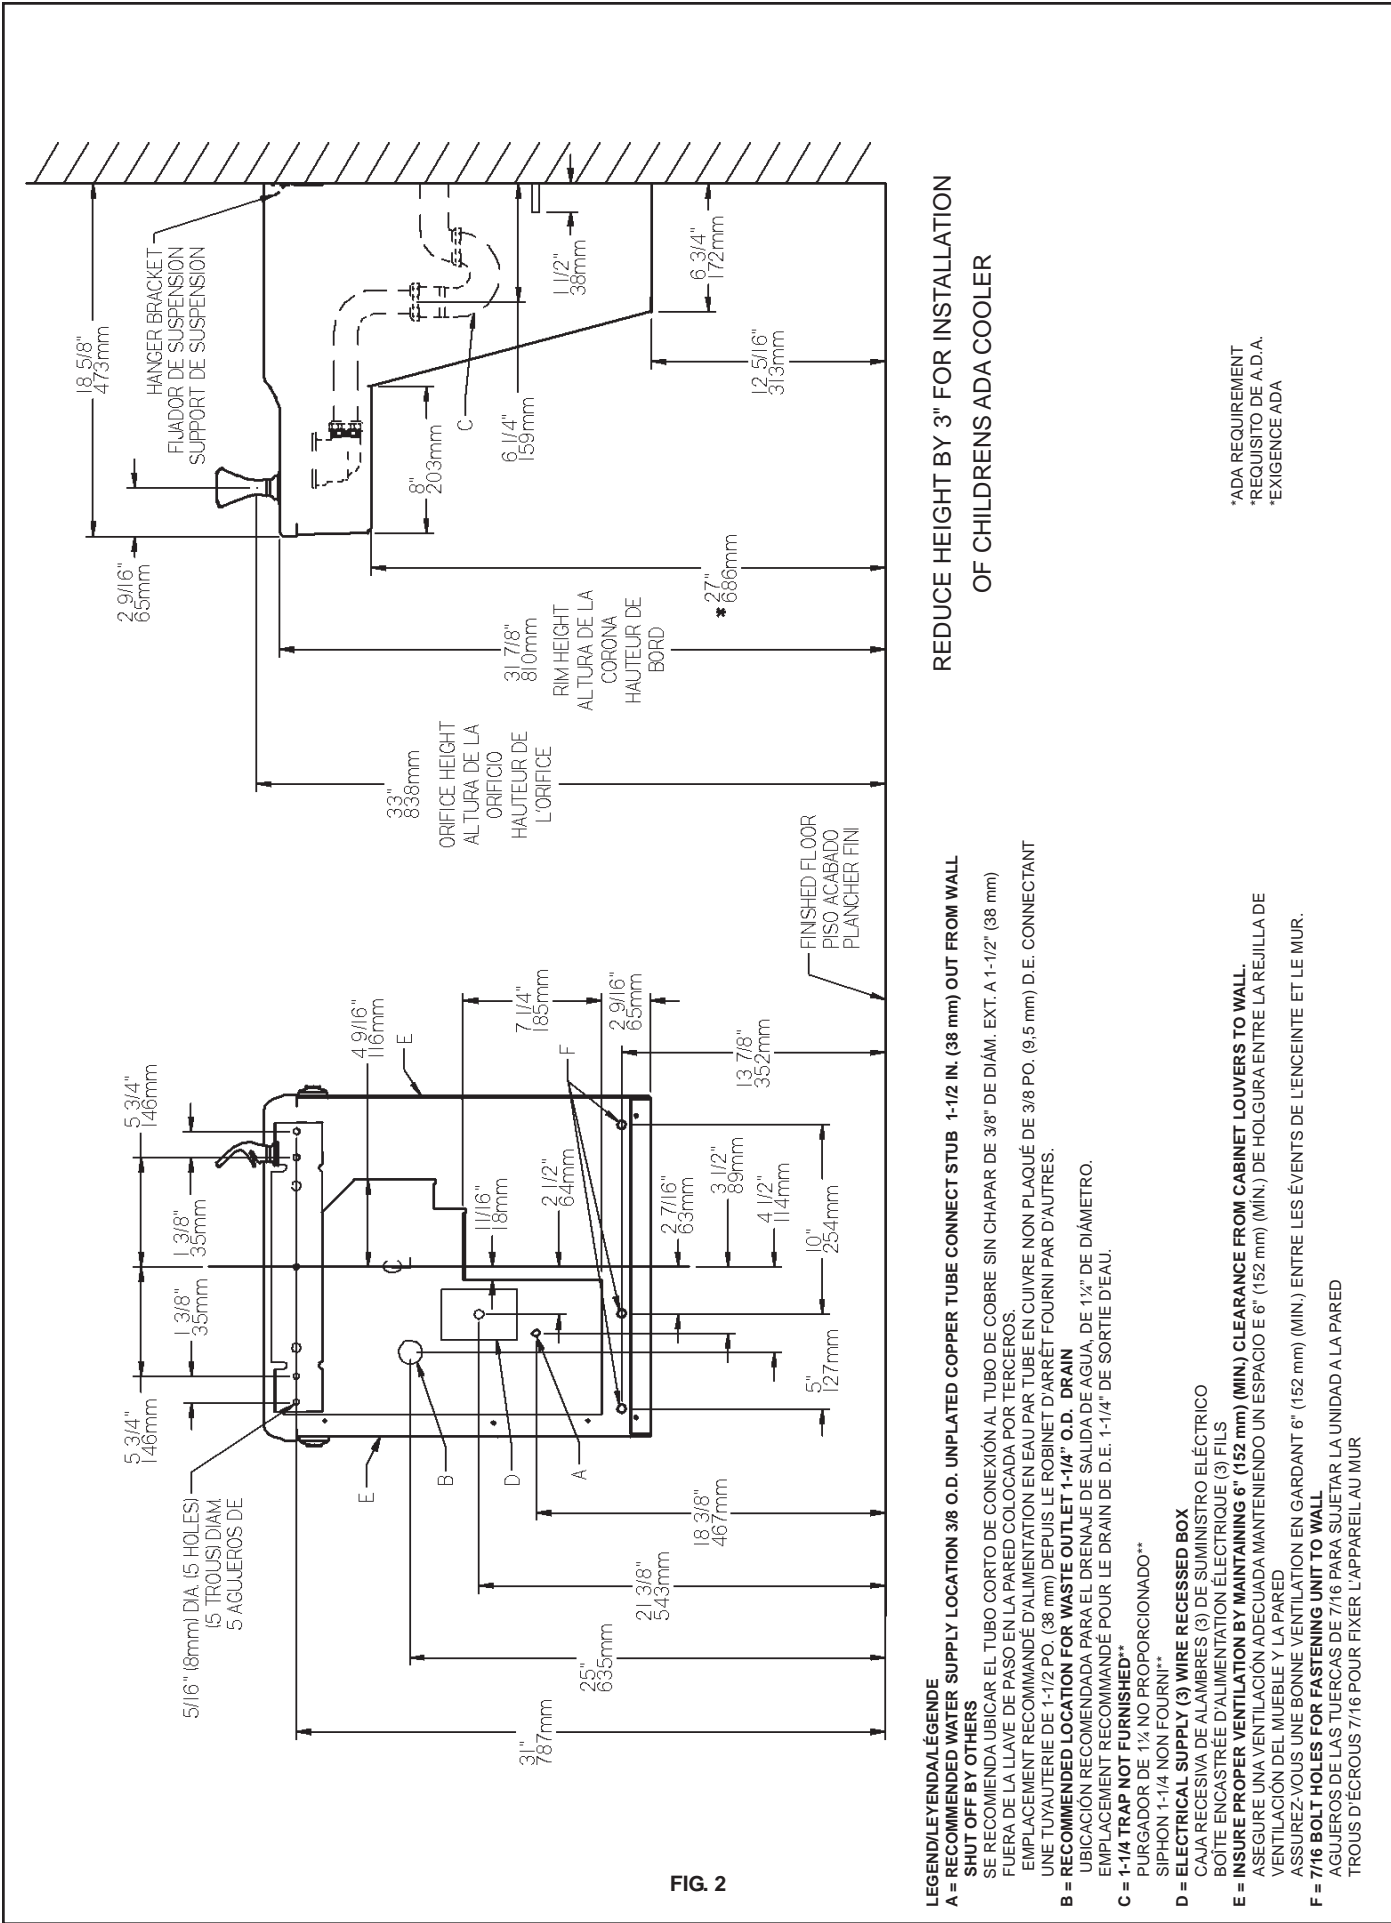 18 5/8"
473mm
HANGER BRACKET
FIJADOR DE SUSPENSION
SUPPORT DE SUSPENSION
2 9/16"
65mm
1 1/2"
38mm
6 3/4"
172mm
C
6 1/4"
159mm
8"
203mm
12 5/16"
313mm
* 27"
686mm
31 7/8"
810mm
RIM HEIGHT
ALTURA DE LA
CORONA
HAUTEUR DE
BORD
33"
838mm
ORIFICE HEIGHT
ALTURA DE LA
ORIFICIO
HAUTEUR DE
L'ORIFICE
FINISHED FLOOR
PISO ACABADO
PLANCHER FINI
5/16" (8mm) DIA. (5 HOLES)
(5 TROUS) DIAM.
5 AGUJEROS DE
5 3/4"
146mm
1 3/8"
35mm
1 3/8"
35mm
5 3/4"
146mm
4 9/16"
116mm
E
CL
7 1/4"
185mm
2 9/16"
65mm
F
11/16"
18mm
2 1/2"
64mm
13 7/8"
352mm
2 7/16"
63mm
3 1/2"
89mm
4 1/2"
114mm
10"
254mm
5"
127mm
E
B
D
A
18 3/8"
467mm
21 3/8"
543mm
25"
635mm
31"
787mm
REDUCE HEIGHT BY 3" FOR INSTALLATION
OF CHILDRENS ADA COOLER
*ADA REQUIREMENT
*REQUISITO DE A.D.A.
*EXIGENCE ADA
LEGEND/LEYENDA/LÉGENDE
A = RECOMMENDED WATER SUPPLY LOCATION 3/8 O.D. UNPLATED COPPER TUBE CONNECT STUB 1-1/2 IN. (38 mm) OUT FROM WALL
SHUT OFF BY OTHERS
SE RECOMIENDA UBICAR EL TUBO CORTO DE CONEXIÓN AL TUBO DE COBRE SIN CHAPAR DE 3/8" DE DIÁM. EXT. A 1-1/2" (38 mm)
FUERA DE LA LLAVE DE PASO EN LA PARED COLOCADA POR TERCEROS.
EMPLACEMENT RECOMMANDÉ D'ALIMENTATION EN EAU PAR TUBE EN CUIVRE NON PLAQUÉ DE 3/8 PO. (9,5 mm) D.E. CONNECTANT
UNE TUYAUTERIE DE 1-1/2 PO. (38 mm) DEPUIS LE ROBINET D'ARRÊT FOURNI PAR D'AUTRES.
B = RECOMMENDED LOCATION FOR WASTE OUTLET 1-1/4" O.D. DRAIN
UBICACIÓN RECOMENDADA PARA EL DRENAJE DE SALIDA DE AGUA, DE 1¼" DE DIÁMETRO.
EMPLACEMENT RECOMMANDÉ POUR LE DRAIN DE D.E. 1-1/4" DE SORTIE D'EAU.
C = 1-1/4 TRAP NOT FURNISHED**
PURGADOR DE 1¼ NO PROPORCIONADO**
SIPHON 1-1/4 NON FOURNI**
D = ELECTRICAL SUPPLY (3) WIRE RECESSED BOX
CAJA RECESIVA DE ALAMBRES (3) DE SUMINISTRO ELÉCTRICO
BOÎTE ENCASTRÉE D'ALIMENTATION ÉLECTRIQUE (3) FILS
E = INSURE PROPER VENTILATION BY MAINTAINING 6" (152 mm) (MIN.) CLEARANCE FROM CABINET LOUVERS TO WALL.
ASEGURE UNA VENTILACIÓN ADECUADA MANTENIENDO UN ESPACIO E 6" (152 mm) (MÍN.) DE HOLGURA ENTRE LA REJILLA DE
VENTILACIÓN DEL MUEBLE Y LA PARED
ASSUREZ-VOUS UNE BONNE VENTILATION EN GARDANT 6" (152 mm) (MIN.) ENTRE LES ÉVENTS DE L'ENCEINTE ET LE MUR.
F = 7/16 BOLT HOLES FOR FASTENING UNIT TO WALL
AGUJEROS DE LAS TUERCAS DE 7/16 PARA SUJETAR LA UNIDAD A LA PARED
TROUS D'ÉCROUS 7/16 POUR FIXER L'APPAREIL AU MUR
FIG. 2